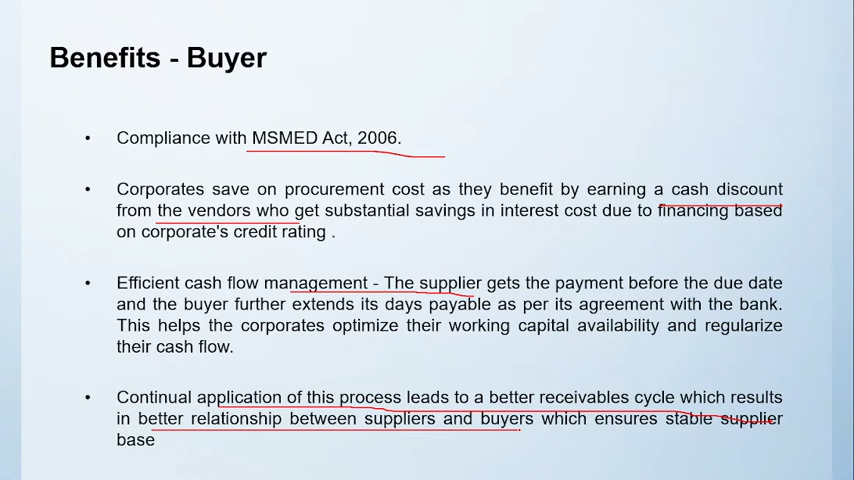 Benefits - Buyer
• Compliance with MSMED Act, 2006.
• Corporates save on procurement cost as they benefit by earning a cash discount
from the vendors who get substantial savings in interest cost due to financing based
on corporate's credit rating .
• Efficient cash flow management - The supplier gets the payment before the due date
and the buyer further extends its days payable as per its agreement with the bank.
This helps the corporates optimize their working capital availability and regularize
their cash flow.
• Continual application of this process leads to a better receivables cycle which results
in better relationship between suppliers and buyers which ensures stable supplier
base